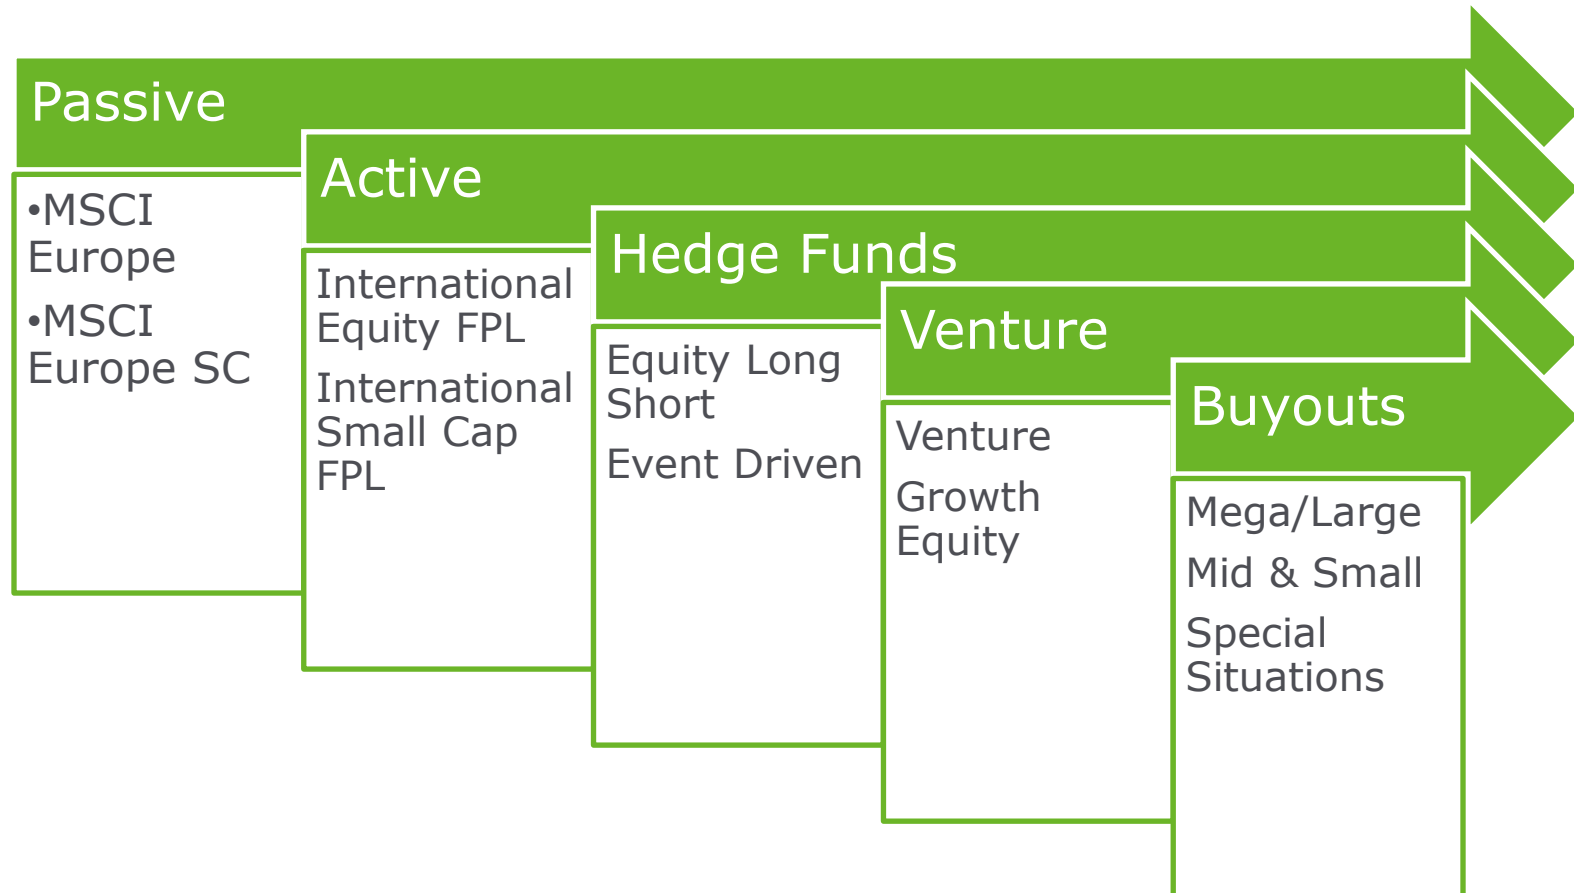 Passive
•MSCI
Europe
•MSCI
Europe SC
Active
International
Equity FPL
International
Small Cap
FPL
Hedge Funds
Equity Long
Short
Event Driven
Venture
Venture
Growth
Equity
Buyouts
Mega/Large
Mid & Small
Special
Situations